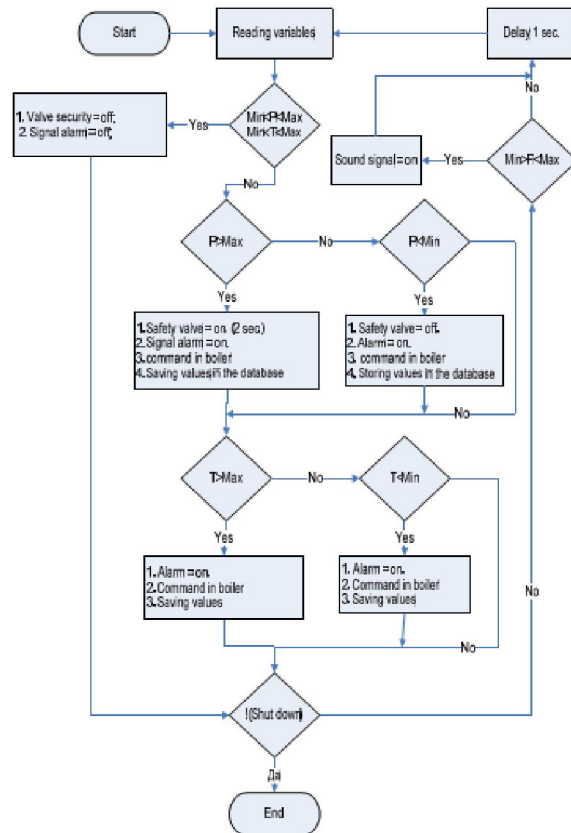 Start
Reading variables
Delay, 1 sec.
1. Valve security=off;
2. Signal alarm=off;
Yes
Min<P<Max
Min<T<Max
No
Sound signal=on
Yes
Min>F<Max
No
P>Max
No
P<Min
Yes
Yes
1. Safety valve=on. (2 sec.)
2. Signal alarm=on.
3. command in boiler
4. Saving values in the database
1. Safety valve=off.
2. Alarm=on.
3. command in boiler
4. Storing values in the database
No
T>Max
No
T<Min
Yes
Yes
1. Alarm=on.
2. Command in boiler
3. Saving values
1. Alarm=on.
2. Command in boiler
3. Saving values
No
No
!(Shut down)
Да
End